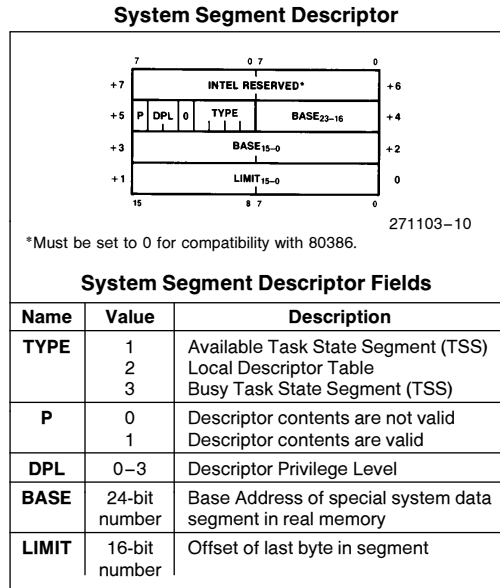 System Segment Descriptor
7 0 7 0
+7 INTEL RESERVED* +6
+5 P DPL 0 TYPE BASE23–16 +4
+3 BASE15–0 +2
+1 LIMIT15–0 0
15 8 7 0
271103–10
*Must be set to 0 for compatibility with 80386.
System Segment Descriptor Fields
Name Value Description
TYPE 1 Available Task State Segment (TSS)
2 Local Descriptor Table
3 Busy Task State Segment (TSS)
P 0 Descriptor contents are not valid
1 Descriptor contents are valid
DPL 0–3 Descriptor Privilege Level
BASE 24-bit Base Address of special system data
number segment in real memory
LIMIT 16-bit Offset of last byte in segment
number